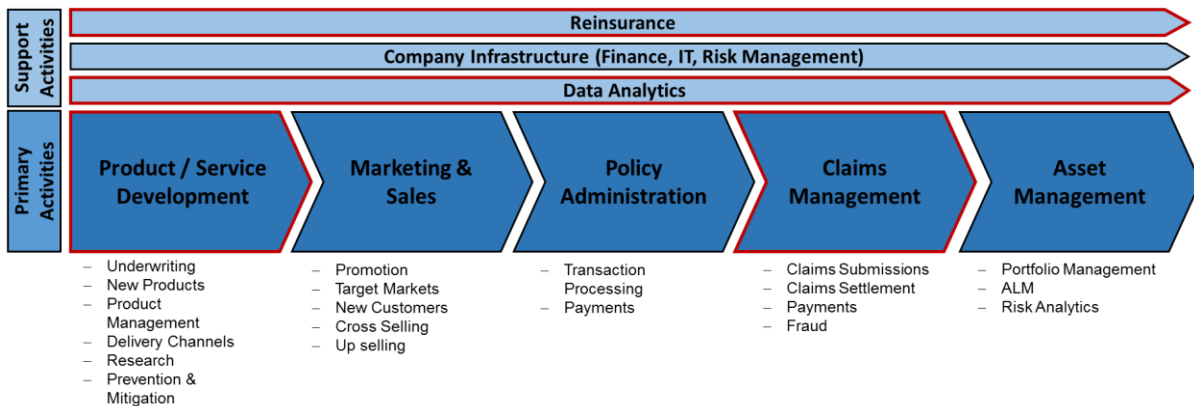 Support
Activities
Reinsurance
Company Infrastructure (Finance, IT, Risk Management)
Data Analytics
Primary
Activities
Product / Service
Development
Marketing &
Sales
Policy
Administration
Claims
Management
Asset
Management
– Underwriting
– New Products
– Product
Management
– Delivery Channels
– Research
– Prevention &
Mitigation
– Promotion
– Target Markets
– New Customers
– Cross Selling
– Up selling
– Transaction
Processing
– Payments
– Claims Submissions
– Claims Settlement
– Payments
– Fraud
– Portfolio Management
– ALM
– Risk Analytics